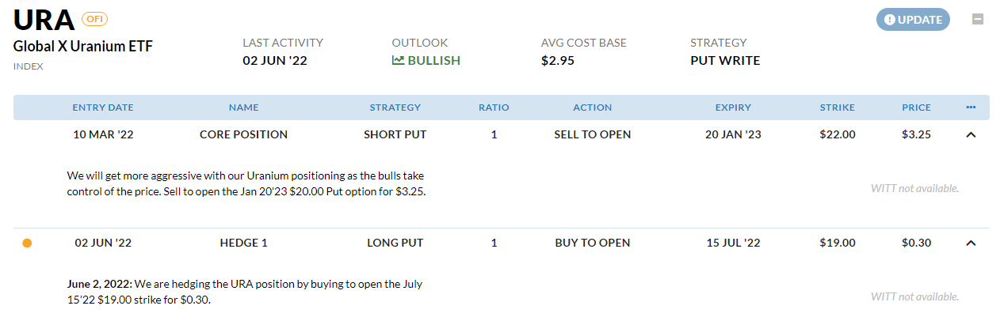 URA OFI
UPDATE
Global X Uranium ETF
INDEX
LAST ACTIVITY OUTLOOK AVG COST BASE STRATEGY
02 JUN '22 BULLISH $2.95 PUT WRITE
ENTRY DATE NAME STRATEGY RATIO ACTION EXPIRY STRIKE PRICE ...
10 MAR '22 CORE POSITION SHORT PUT 1 SELL TO OPEN 20 JAN '23 $22.00 $3.25
We will get more aggressive with our Uranium positioning as the bulls take
control of the price. Sell to open the Jan 20'23 $20.00 Put option for $3.25.
WITT not available.
02 JUN '22 HEDGE 1 LONG PUT 1 BUY TO OPEN 15 JUL '22 $19.00 $0.30
June 2, 2022: We are hedging the URA position by buying to open the July
15'22 $19.00 strike for $0.30.
WITT not available.